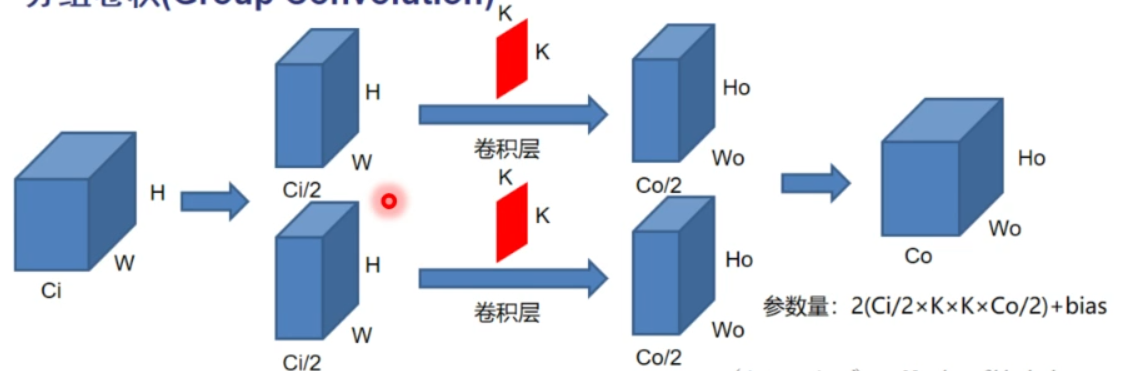 分组卷积(Group Convolution)
K
K
H
W
Ci/2
卷积层
Ho
Wo
Co/2
H
W
Ci
K
K
H
W
Ci/2
卷积层
Ho
Wo
Co/2
Ho
Wo
Co
参数量：2(Ci/2×K×K×Co/2)+bias